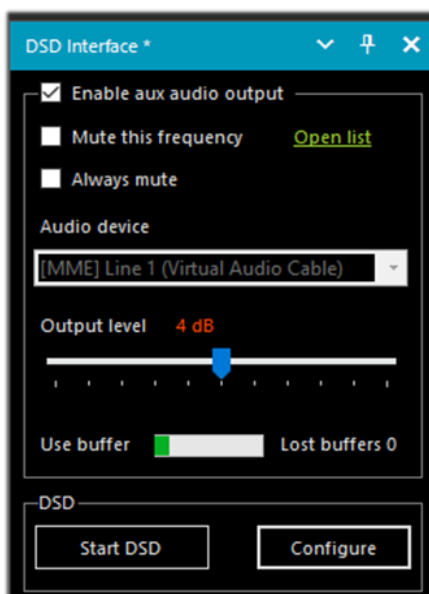 DSD Interface *
Enable aux audio output
Mute this frequency Open list
Always mute
Audio device
[MME] Line 1 (Virtual Audio Cable)
Output level 4 dB
Use buffer Lost buffers 0
DSD
Start DSD Configure